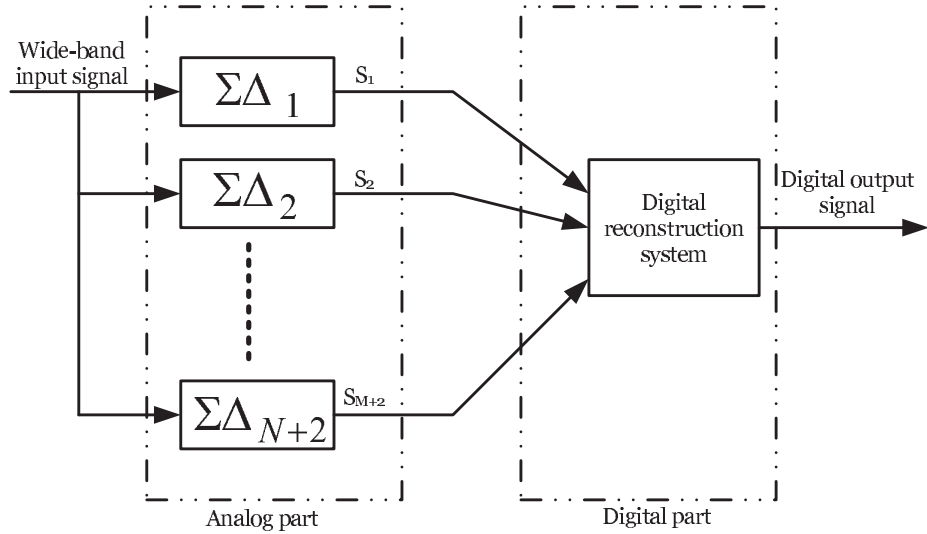 Wide-band
input signal
ΣΔ 1
S1
ΣΔ 2
S2
ΣΔ N+2
SM+2
Digital
reconstruction
system
Digital output
signal
Analog part
Digital part